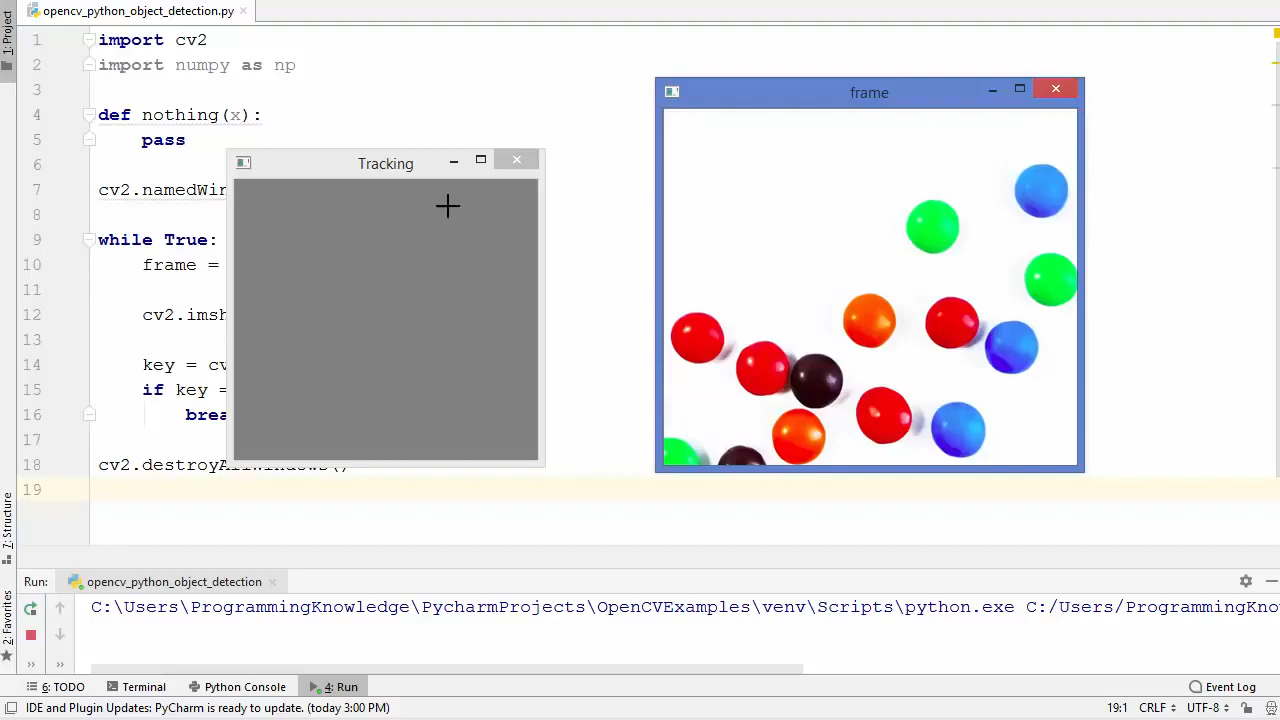 opencv_python_object_detection.py
1: Project
1 import cv2
2 import numpy as np
3
4 def nothing(x):
5 pass
6
7 cv2.namedWin
8
9 while True:
10 frame =
11
12 cv2.imsh
13
14 key = cv
15 if key =
16 brea
17
18 cv2.destroyAllWindows()
19
Tracking
frame
7: Structure
2: Favorites
Run: opencv_python_object_detection
C:\Users\ProgrammingKnowledge\PycharmProjects\OpenCVExamples\venv\Scripts\python.exe C:/Users/ProgrammingKno
6: TODO Terminal Python Console 4: Run Event Log
IDE and Plugin Updates: PyCharm is ready to update. (today 3:00 PM) 19:1 CRLF UTF-8